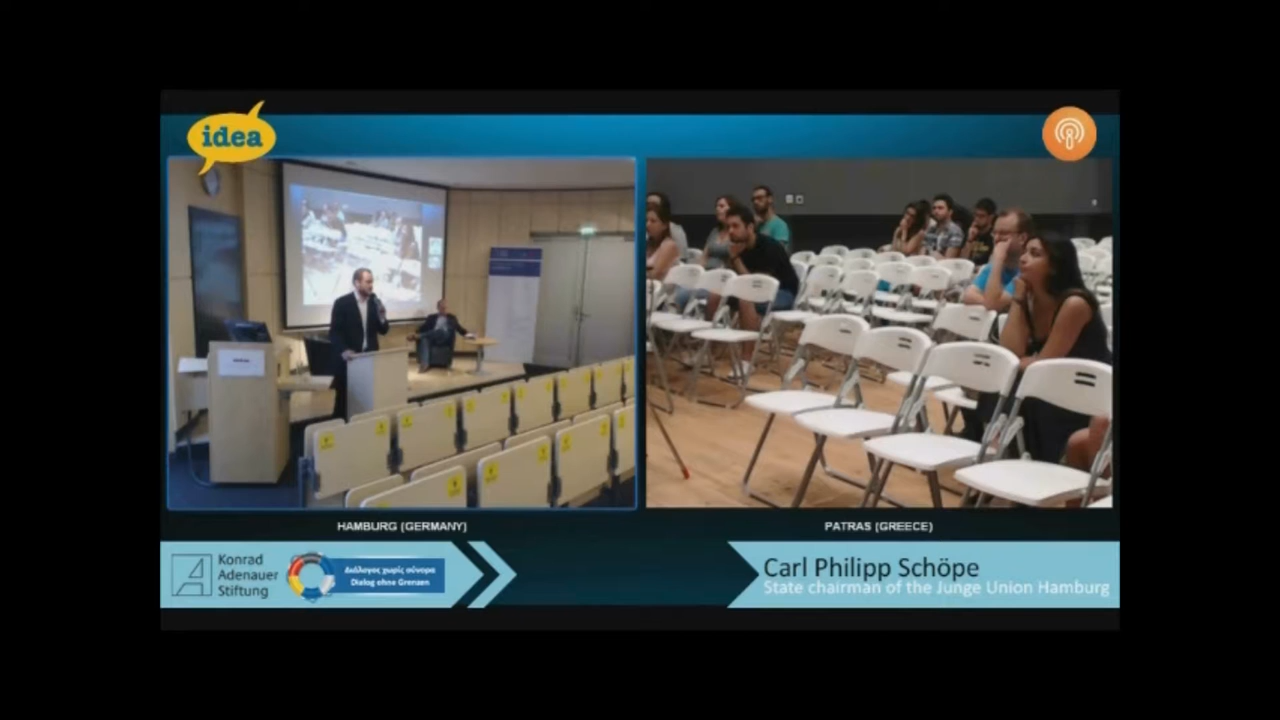 idea
HAMBURG (GERMANY)
PATRAS (GREECE)
Konrad
Adenauer
Stiftung
Διάλογος χωρίς σύνορα
Dialog ohne Grenzen
Carl Philipp Schöpe
State chairman of the Junge Union Hamburg